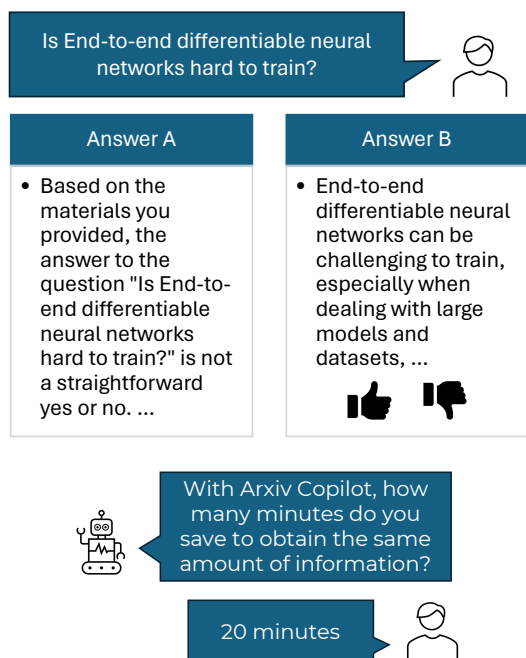 Is End-to-end differentiable neural
networks hard to train?
Answer A
• Based on the
materials you
provided, the
answer to the
question "Is End-to-
end differentiable
neural networks
hard to train?" is not
a straightforward
yes or no. ...
Answer B
• End-to-end
differentiable neural
networks can be
challenging to train,
especially when
dealing with large
models and
datasets, ...
With Arxiv Copilot, how
many minutes do you
save to obtain the same
amount of information?
20 minutes